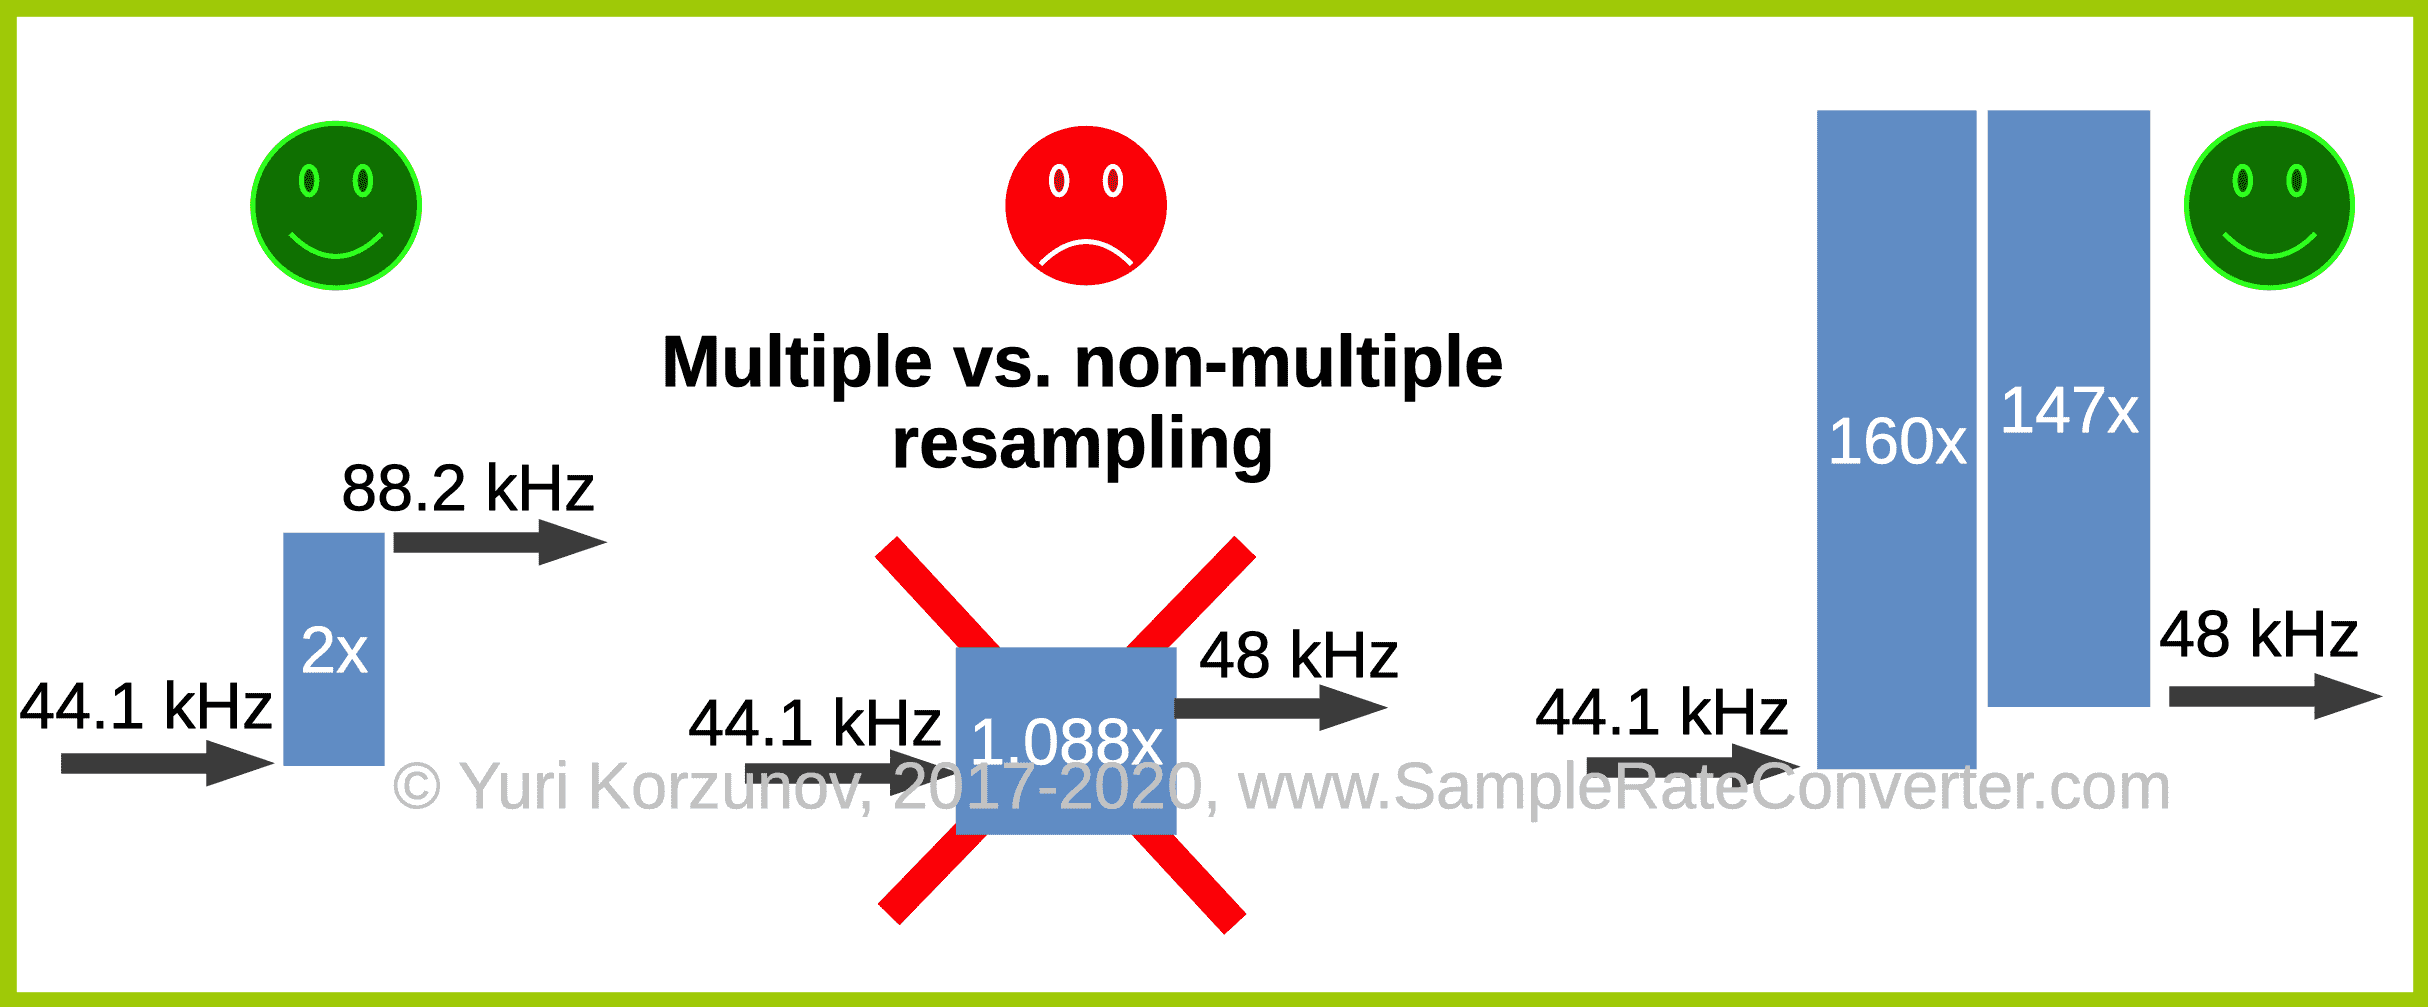 Multiple vs. non-multiple
resampling
88.2 kHz
2x
44.1 kHz
48 kHz
44.1 kHz
1.088x
160x
147x
48 kHz
44.1 kHz
© Yuri Korzunov, 2017-2020, www.SampleRateConverter.com